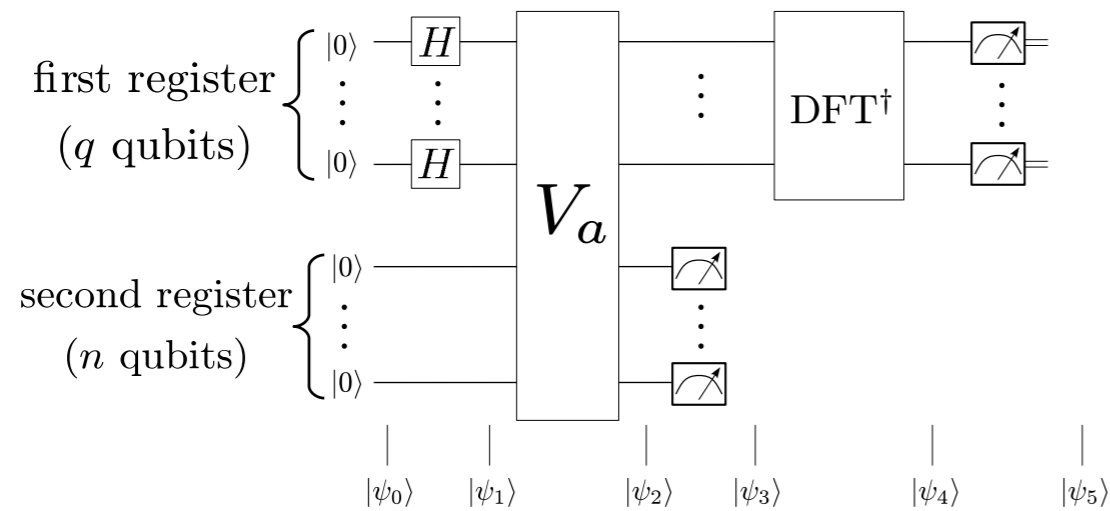 |0⟩ H
first register
(q qubits)
|0⟩ H
V_a
DFT†
second register
(n qubits)
|0⟩
|0⟩
|ψ₀⟩ |ψ₁⟩ |ψ₂⟩ |ψ₃⟩ |ψ₄⟩ |ψ₅⟩